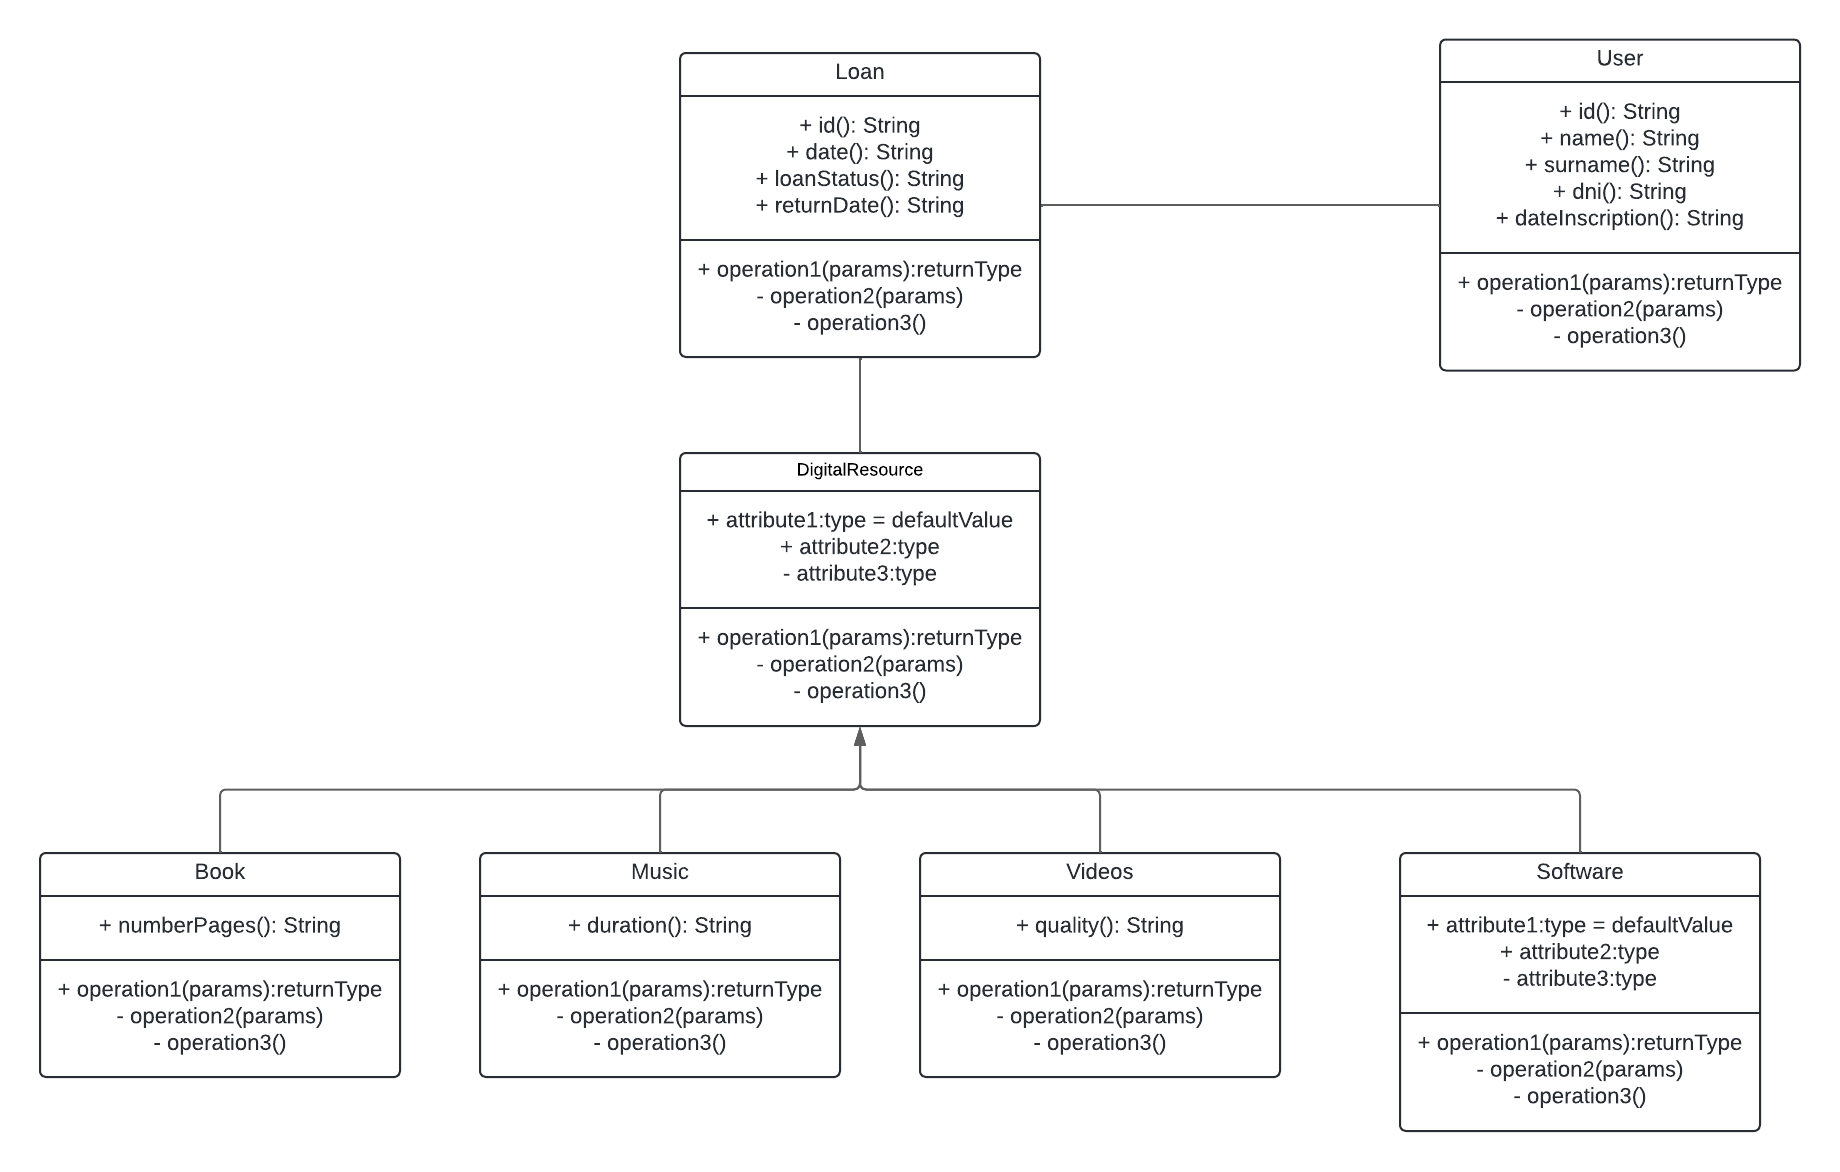 Loan
+ id(): String
+ date(): String
+ loanStatus(): String
+ returnDate(): String
+ operation1(params):returnType
- operation2(params)
- operation3()
User
+ id(): String
+ name(): String
+ surname(): String
+ dni(): String
+ dateInscription(): String
+ operation1(params):returnType
- operation2(params)
- operation3()
DigitalResource
+ attribute1:type = defaultValue
+ attribute2:type
- attribute3:type
+ operation1(params):returnType
- operation2(params)
- operation3()
Book
+ numberPages(): String
+ operation1(params):returnType
- operation2(params)
- operation3()
Music
+ duration(): String
+ operation1(params):returnType
- operation2(params)
- operation3()
Videos
+ quality(): String
+ operation1(params):returnType
- operation2(params)
- operation3()
Software
+ attribute1:type = defaultValue
+ attribute2:type
- attribute3:type
+ operation1(params):returnType
- operation2(params)
- operation3()